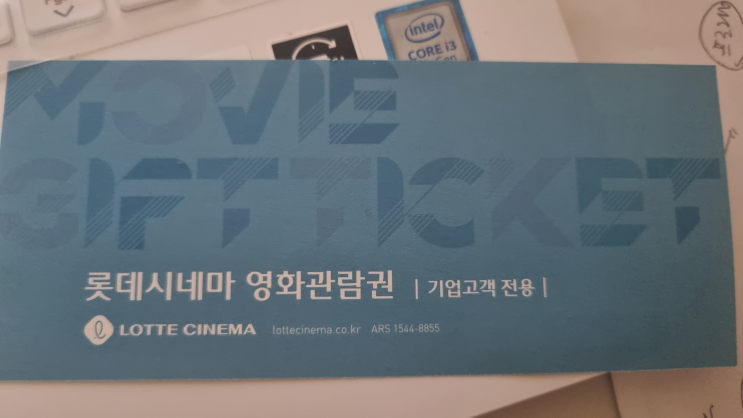 intel
CORE i3
MOVIE
GIFT TICKET
롯데시네마 영화관람권 | 기업고객 전용 |
LOTTE CINEMA lottecinema.co.kr ARS 1544-8855